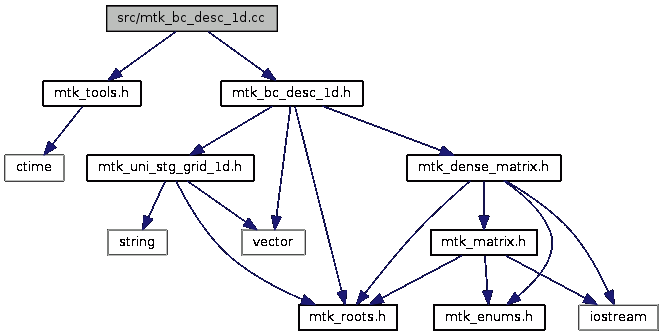 src/mtk_bc_desc_1d.cc
mtk_tools.h
mtk_bc_desc_1d.h
ctime
mtk_uni_stg_grid_1d.h
mtk_dense_matrix.h
string
vector
mtk_matrix.h
mtk_roots.h
mtk_enums.h
iostream